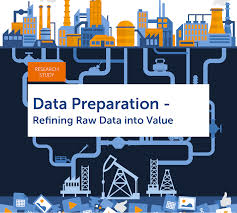 RESEARCH
STUDY
Data Preparation -
Refining Raw Data into Value